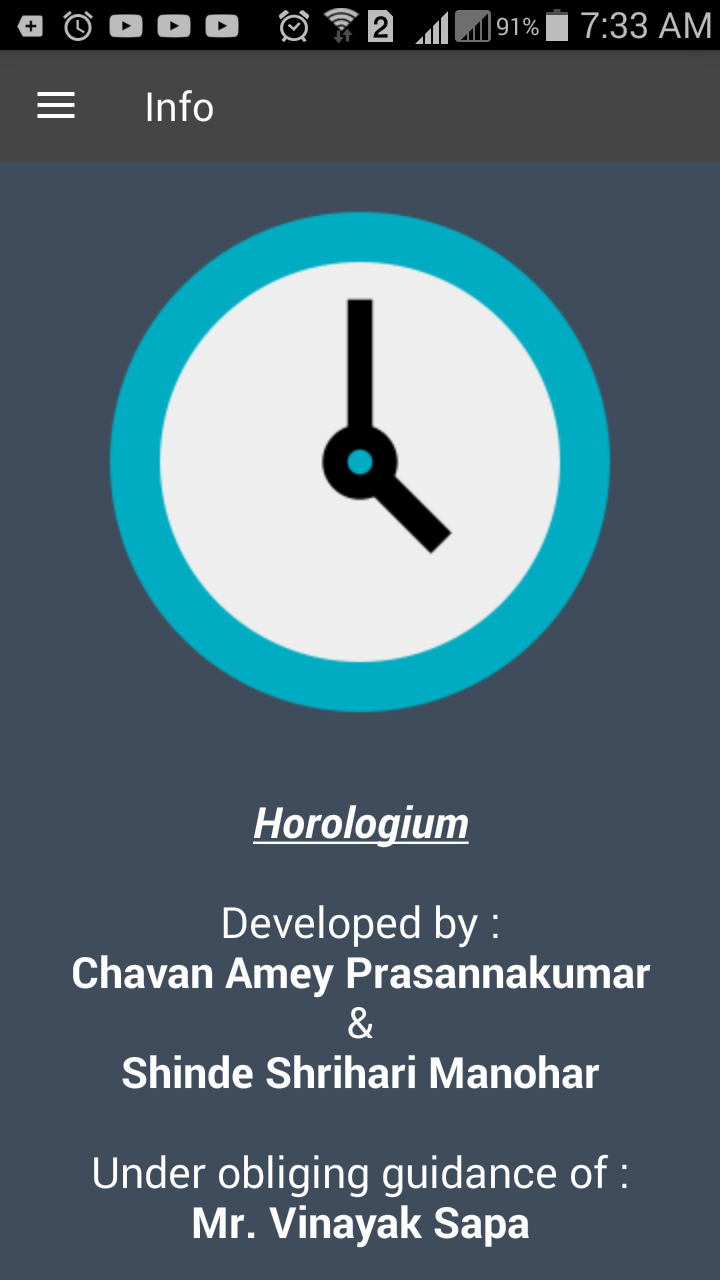 2 91% 7:33 AM
Info
Horologium
Developed by :
Chavan Amey Prasannakumar
&
Shinde Shrihari Manohar
Under obliging guidance of :
Mr. Vinayak Sapa